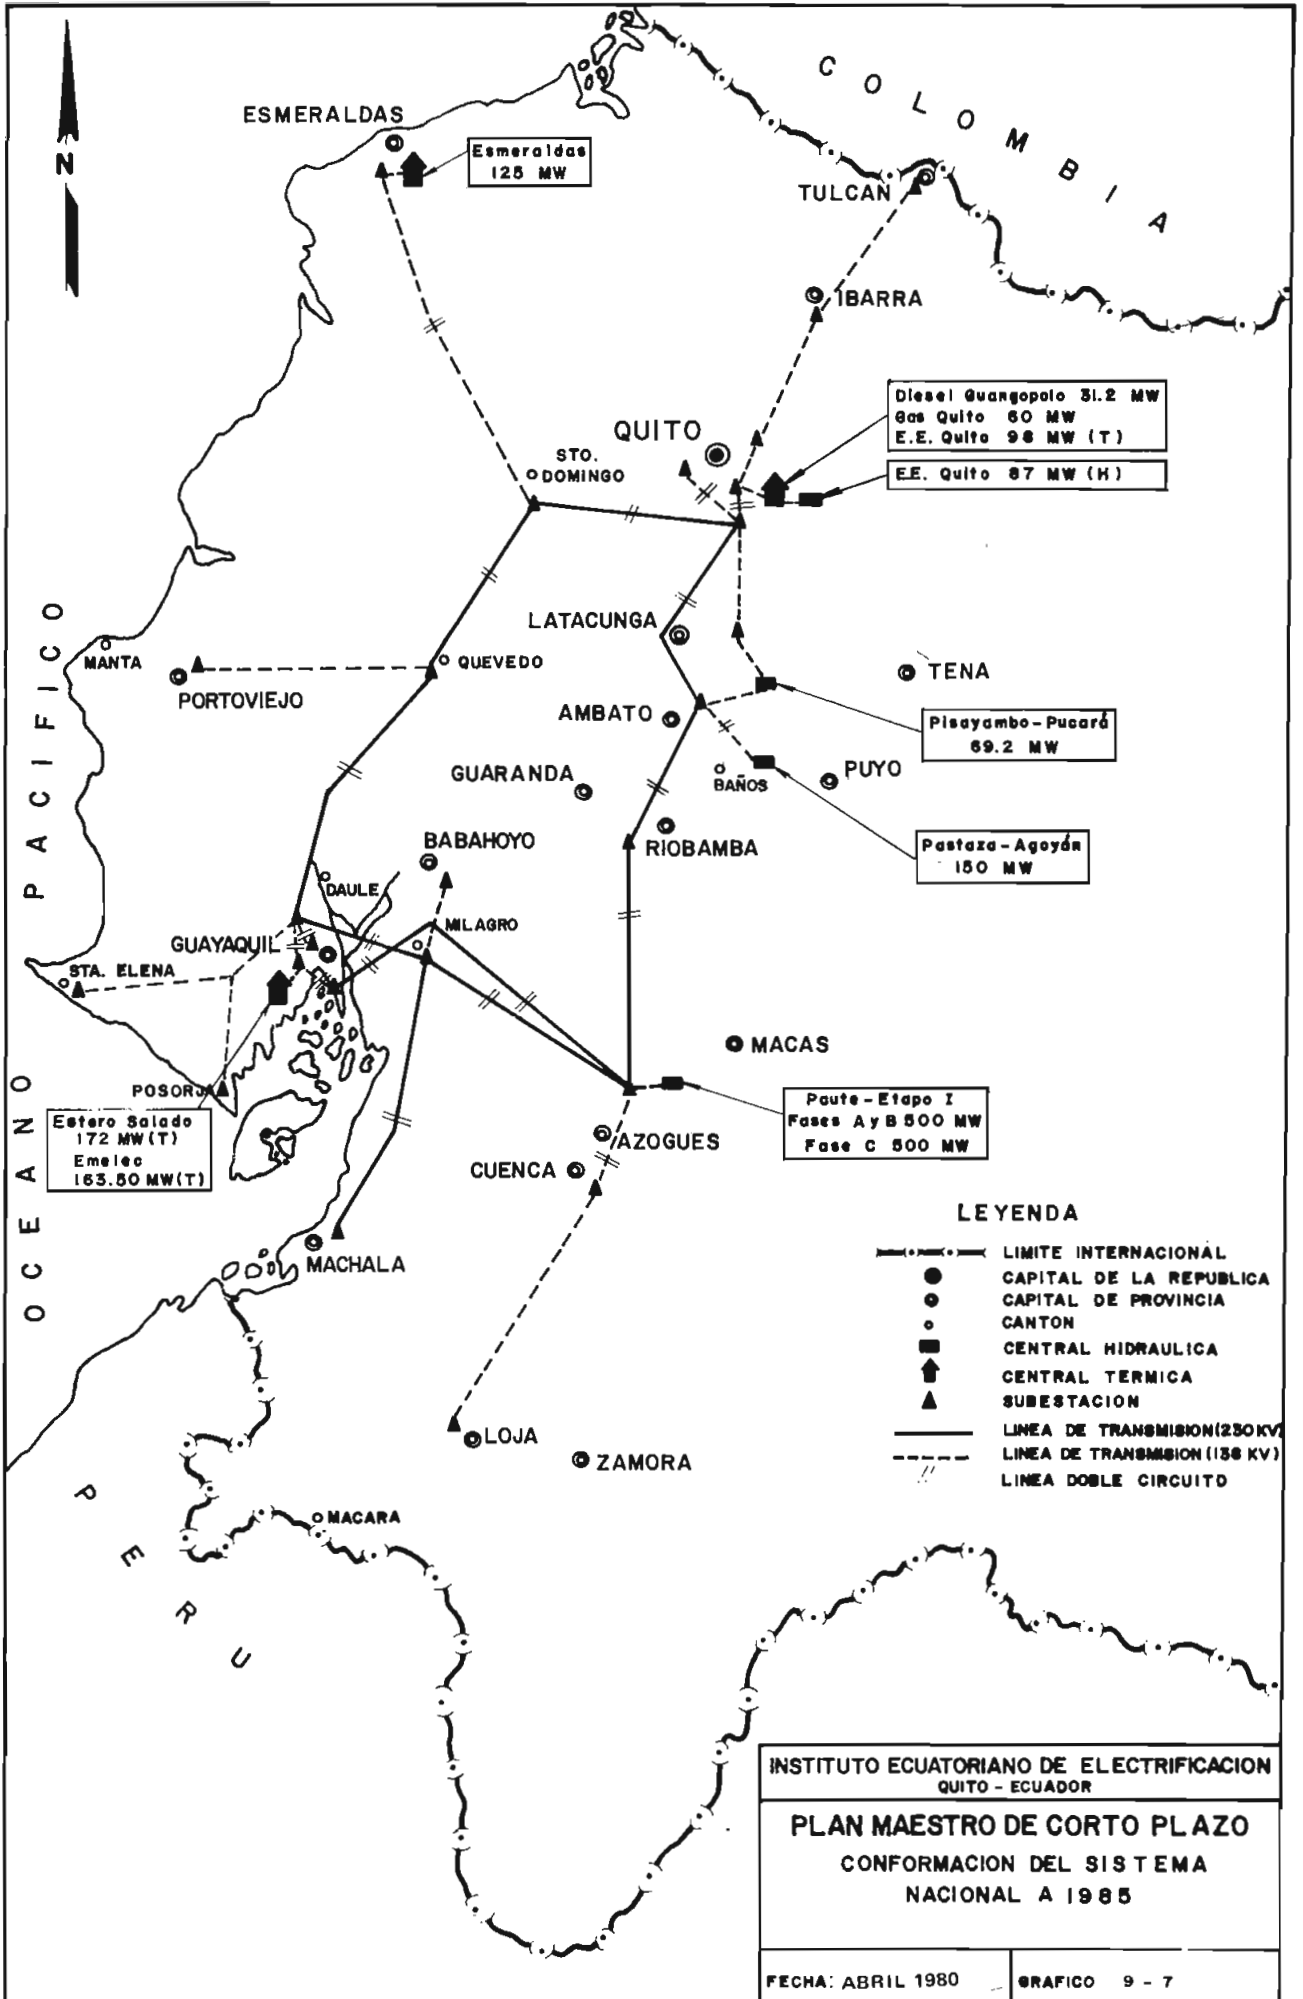 COLOMBIA
ESMERALDAS
Esmeraldas
125 MW
N
TULCAN
IBARRA
Diesel Guangopolo 31.2 MW
Gas Quito 60 MW
E.E. Quito 98 MW (T)
E.E. Quito 87 MW (H)
QUITO
STO.
DOMINGO
LATACUNGA
MANTA
PORTOVIEJO
QUEVEDO
TENA
AMBATO
Pisayambo-Pucará
69.2 MW
GUARANDA
BAÑOS
PUYO
BABAHOYO
RIOBAMBA
Pastaza-Agoyán
150 MW
DAULE
MILAGRO
GUAYAQUIL
STA. ELENA
OCEANO PACIFICO
MACAS
POSORJA
Estero Salado
172 MW(T)
Emelec
163.50 MW(T)
Paute-Etapa I
Fases A y B 500 MW
Fase C 500 MW
AZOGUES
CUENCA
MACHALA
LOJA
ZAMORA
MACARA
PERU
LEYENDA
LIMITE INTERNACIONAL
CAPITAL DE LA REPUBLICA
CAPITAL DE PROVINCIA
CANTON
CENTRAL HIDRAULICA
CENTRAL TERMICA
SUBESTACION
LINEA DE TRANSMISION(230 KV)
LINEA DE TRANSMISION(138 KV)
LINEA DOBLE CIRCUITO
INSTITUTO ECUATORIANO DE ELECTRIFICACION
QUITO - ECUADOR
PLAN MAESTRO DE CORTO PLAZO
CONFORMACION DEL SISTEMA
NACIONAL A 1985
FECHA: ABRIL 1980
GRAFICO 9 - 7